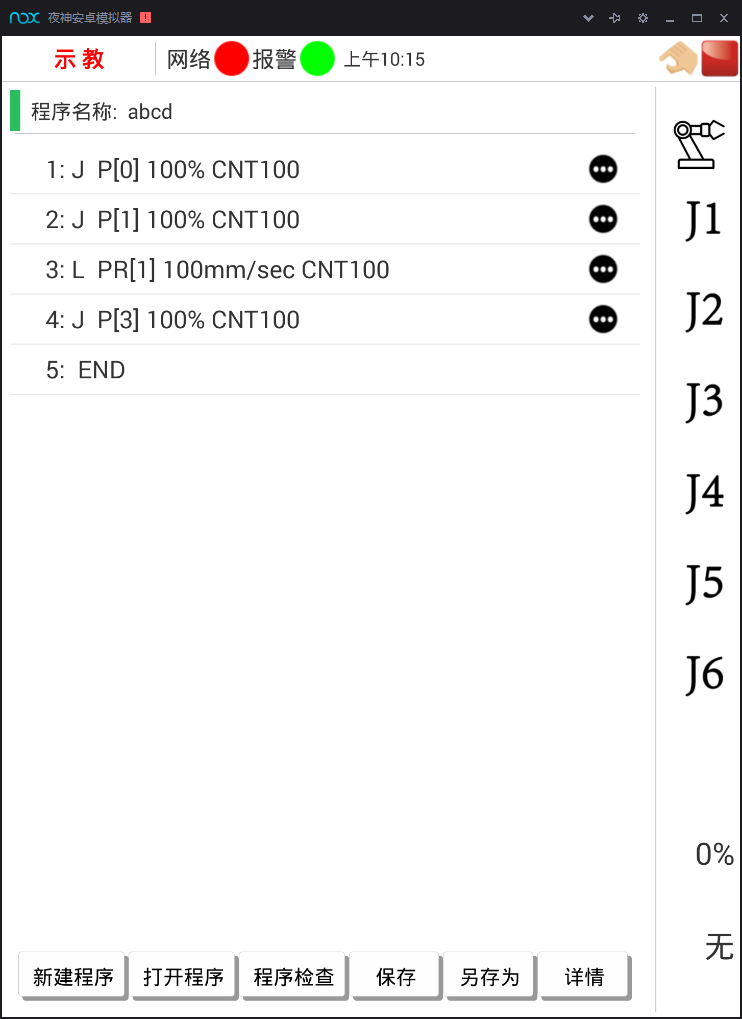 nox 夜神安卓模拟器
示 教 网络 报警 上午10:15
程序名称: abcd
1: J P[0] 100% CNT100
2: J P[1] 100% CNT100
3: L PR[1] 100mm/sec CNT100
4: J P[3] 100% CNT100
5: END
J1
J2
J3
J4
J5
J6
0%
无
新建程序 打开程序 程序检查 保存 另存为 详情